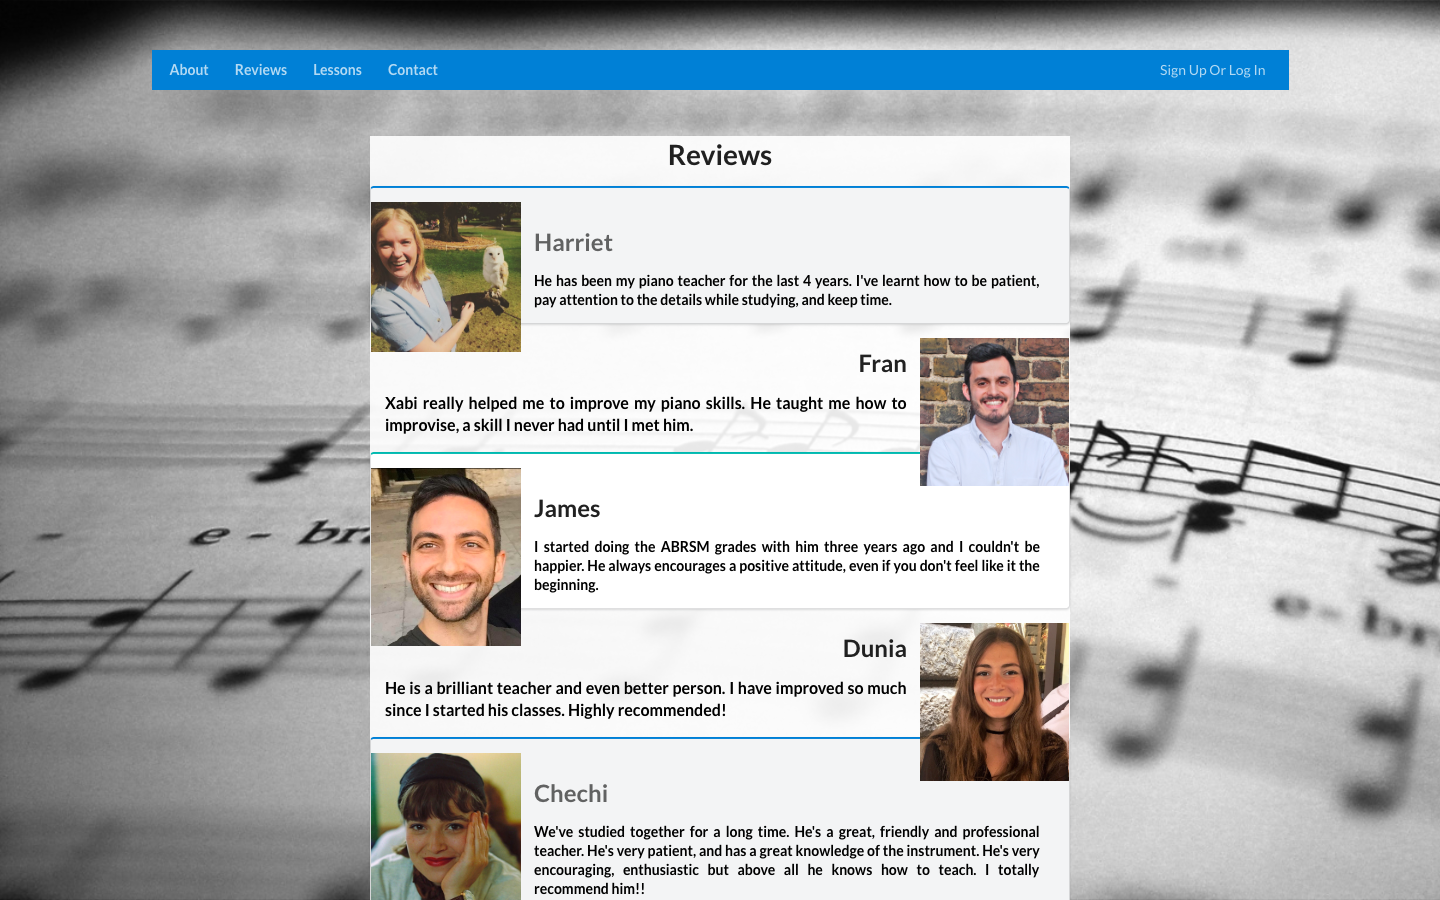 About Reviews Lessons Contact Sign Up Or Log In
Reviews
Harriet
He has been my piano teacher for the last 4 years. I've learnt how to be patient,
pay attention to the details while studying, and keep time.
Fran
Xabi really helped me to improve my piano skills. He taught me how to
improvise, a skill I never had until I met him.
James
I started doing the ABRSM grades with him three years ago and I couldn't be
happier. He always encourages a positive attitude, even if you don't feel like it the
beginning.
Dunia
He is a brilliant teacher and even better person. I have improved so much
since I started his classes. Highly recommended!
Chechi
We've studied together for a long time. He's a great, friendly and professional
teacher. He's very patient, and has a great knowledge of the instrument. He's very
encouraging, enthusiastic but above all he knows how to teach. I totally
recommend him!!
e - br
e - br